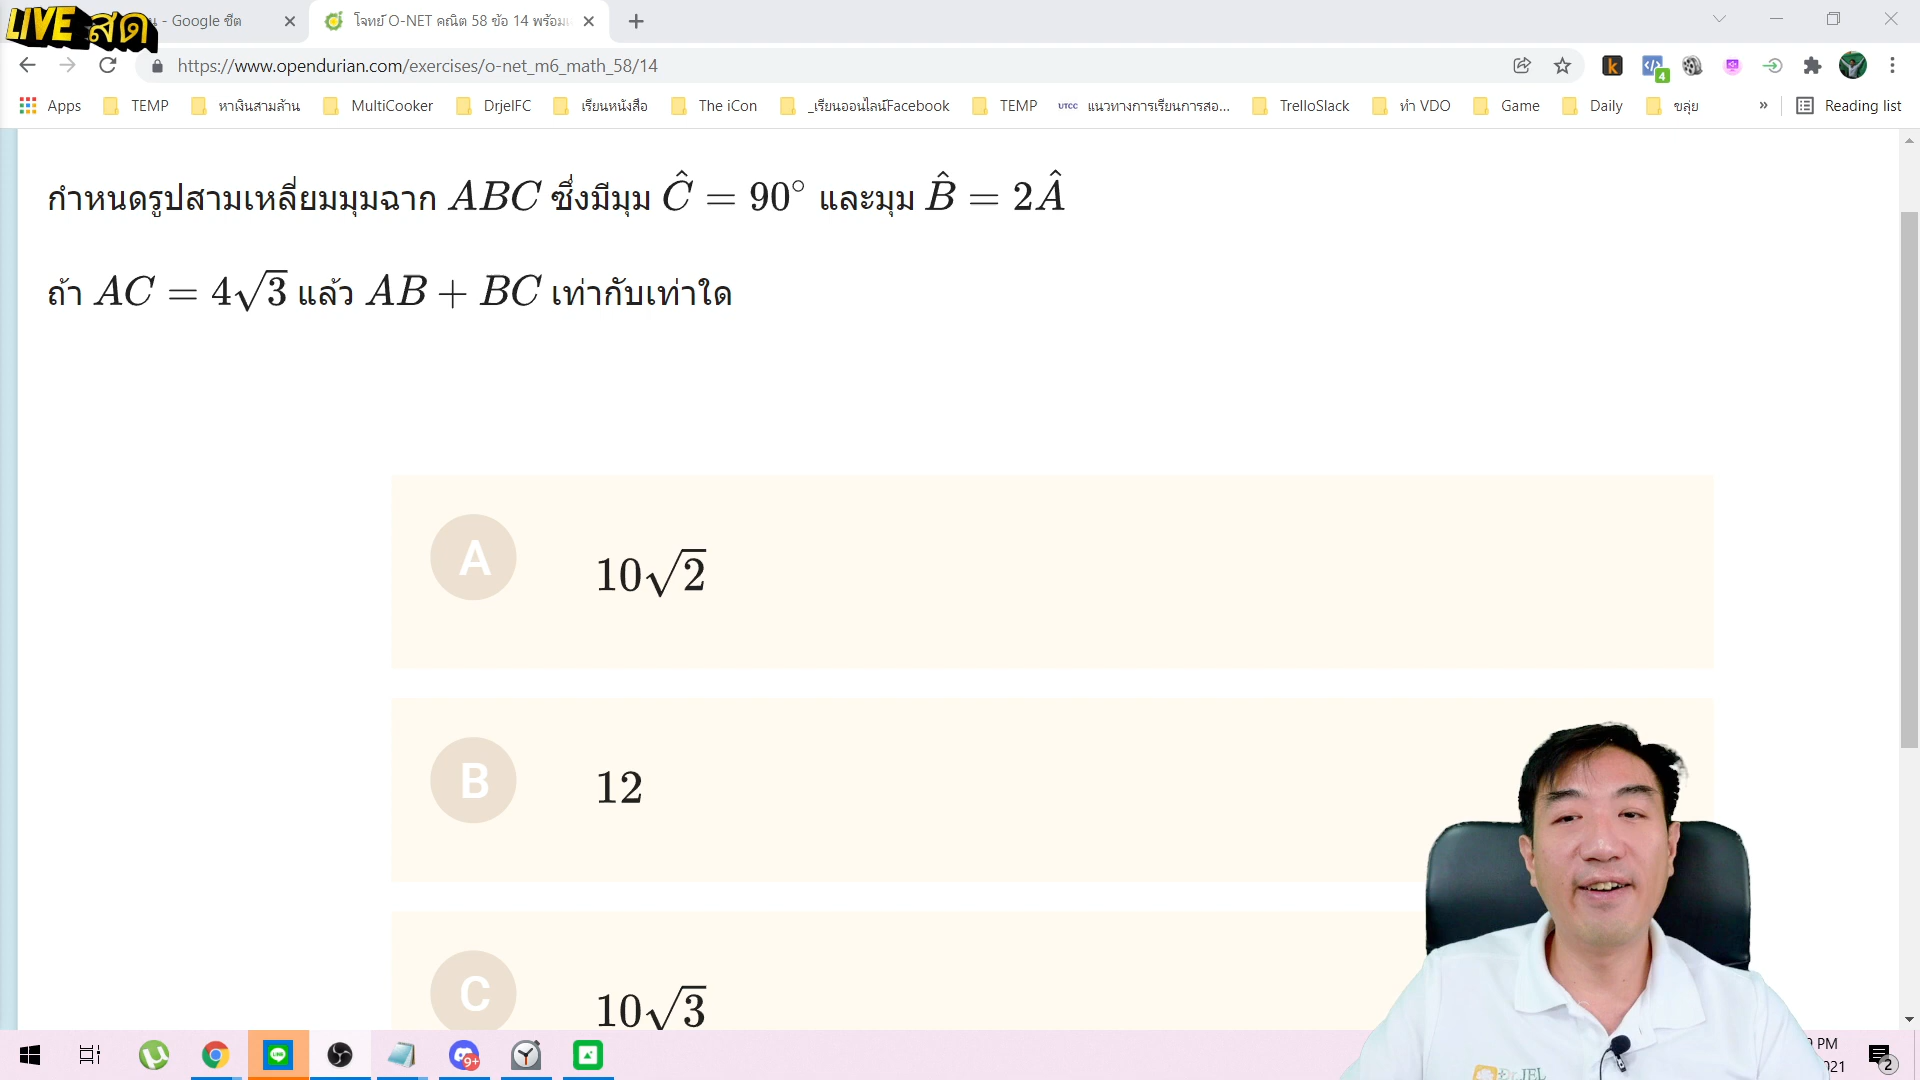 LIVE สด
- Google ชีต
โจทย์ O-NET คณิต 58 ข้อ 14 พร้อม
https://www.opendurian.com/exercises/o-net_m6_math_58/14
4
Apps TEMP หาเงินสามล้าน MultiCooker DrjelFC เรียนหนังสือ The iCon _เรียนออนไลน์Facebook TEMP UTCC แนวทางการเรียนการสอ... TrelloSlack ทำ VDO Game Daily ขลุ่ย » Reading list
กำหนดรูปสามเหลี่ยมมุมฉาก ABC ซึ่งมีมุม Ĉ = 90° และมุม B̂ = 2Â
ถ้า AC = 4√3 แล้ว AB + BC เท่ากับเท่าใด
A 10√2
B 12
C 10√3
LINE 9+ PM
021 2
JEL